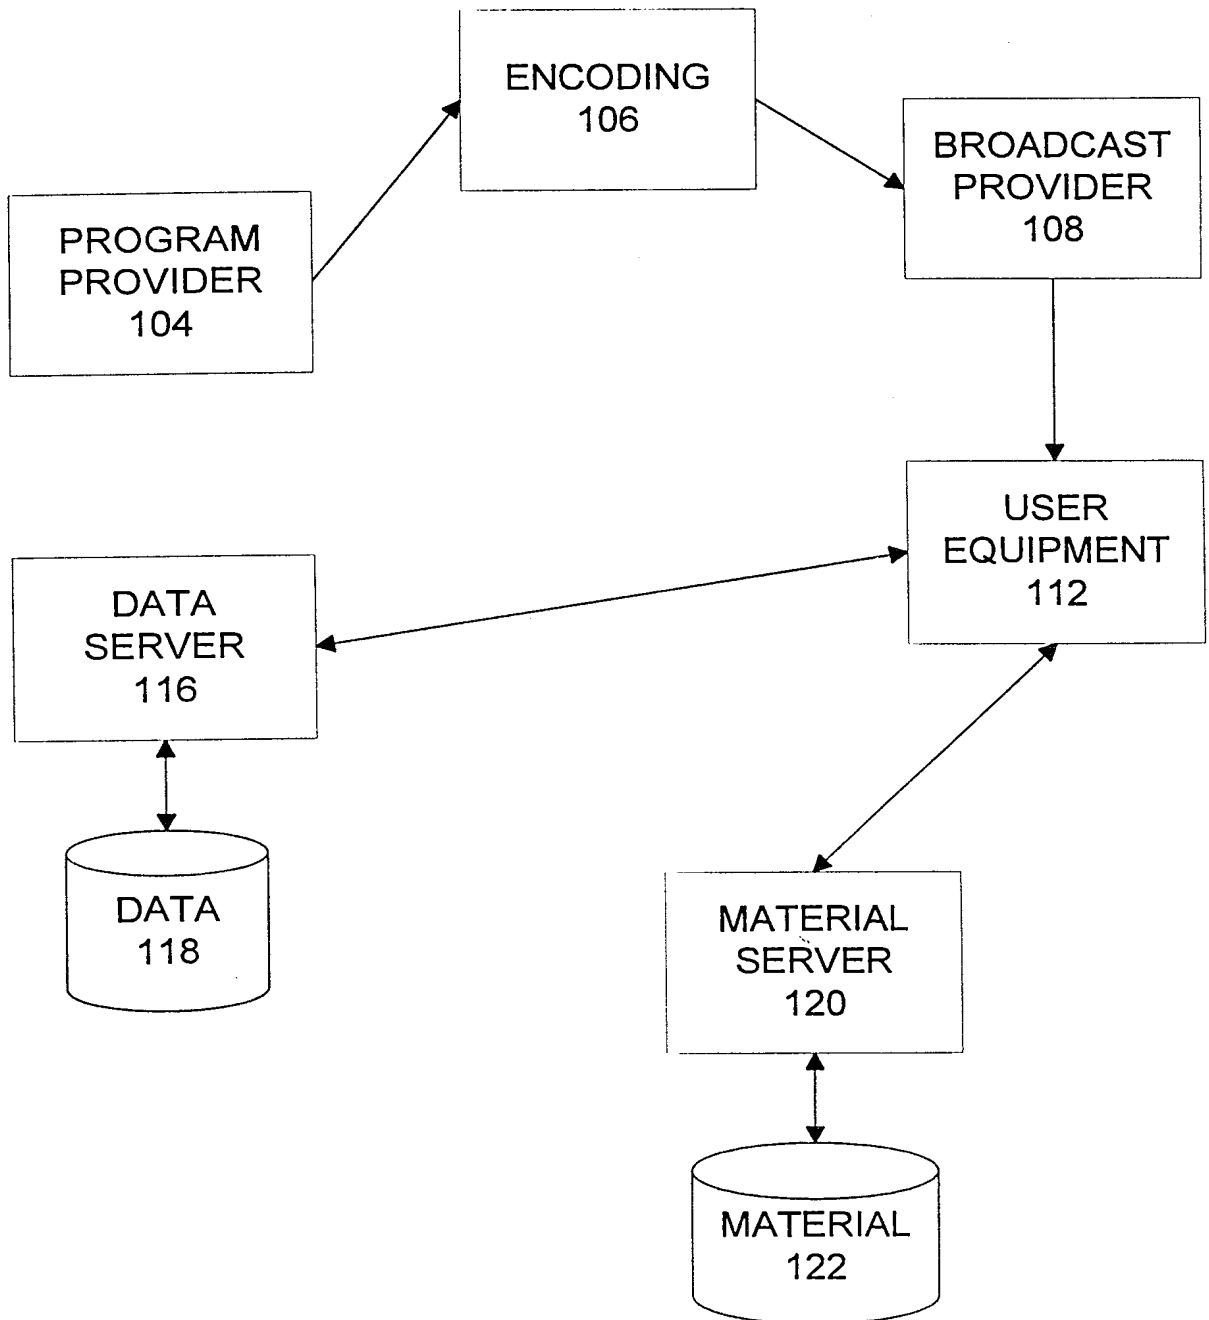 ENCODING
106
BROADCAST
PROVIDER
108
PROGRAM
PROVIDER
104
USER
EQUIPMENT
112
DATA
SERVER
116
DATA
118
MATERIAL
SERVER
120
MATERIAL
122